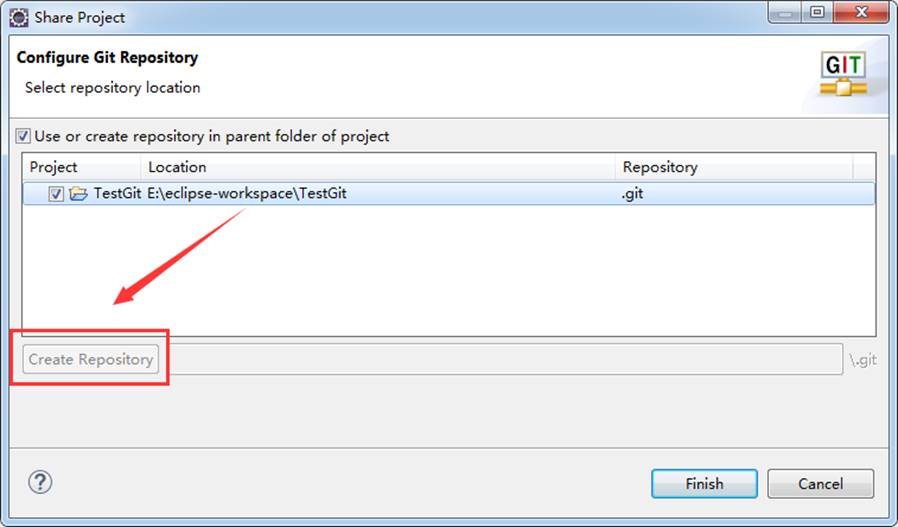 Share Project
Configure Git Repository
Select repository location
GIT
Use or create repository in parent folder of project
Project Location Repository
TestGit E:\eclipse-workspace\TestGit .git
Create Repository \.git
Finish Cancel